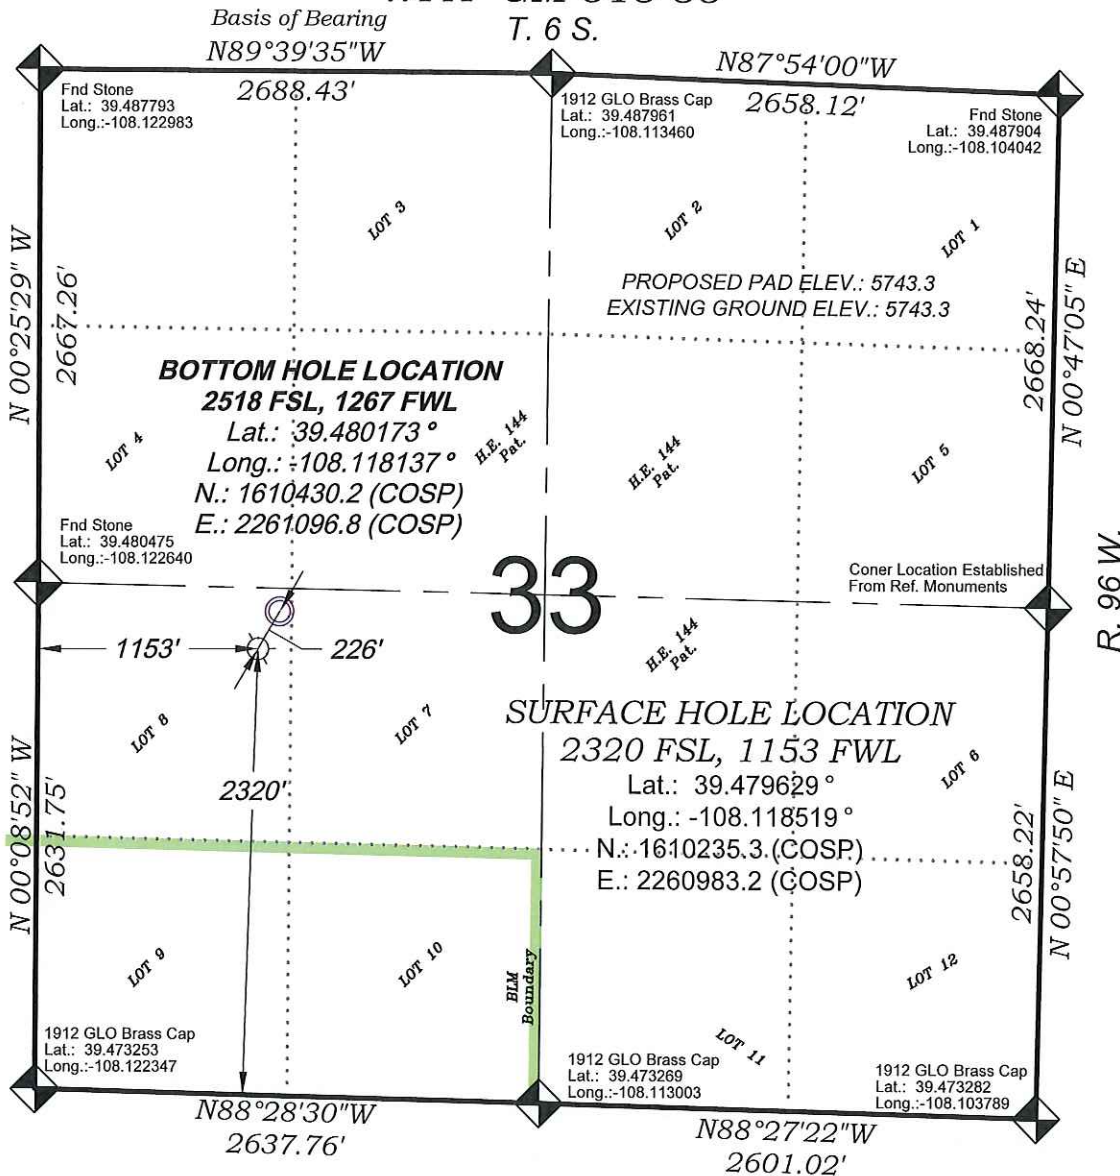 Basis of Bearing
T. 6 S.
N89°39'35"W
2688.43'
N87°54'00"W
2658.12'
Fnd Stone
Lat.: 39.487793
Long.:-108.122983
1912 GLO Brass Cap
Lat.: 39.487961
Long.:-108.113460
Fnd Stone
Lat.: 39.487904
Long.:-108.104042
LOT 3
LOT 2
LOT 1
N 00°25'29" W
2667.26'
PROPOSED PAD ELEV.: 5743.3
EXISTING GROUND ELEV.: 5743.3
2668.24'
N 00°47'05" E
BOTTOM HOLE LOCATION
2518 FSL, 1267 FWL
Lat.: 39.480173°
Long.: -108.118137°
N.: 1610430.2 (COSP)
E.: 2261096.8 (COSP)
LOT 4
H.E. 144
Pat.
H.E. 144
Pat.
LOT 5
Fnd Stone
Lat.: 39.480475
Long.:-108.122640
33
Coner Location Established
From Ref. Monuments
R. 96 W.
1153'
226'
H.E. 144
Pat.
LOT 8
LOT 7
SURFACE HOLE LOCATION
2320 FSL, 1153 FWL
Lat.: 39.479629°
Long.: -108.118519°
N.: 1610235.3 (COSP)
E.: 2260983.2 (COSP)
LOT 6
2320'
N 00°08'52" W
2631.75'
2658.22'
N 00°57'50" E
LOT 9
LOT 10
BLM
Boundary
LOT 12
LOT 11
1912 GLO Brass Cap
Lat.: 39.473253
Long.:-108.122347
1912 GLO Brass Cap
Lat.: 39.473269
Long.:-108.113003
1912 GLO Brass Cap
Lat.: 39.473282
Long.:-108.103789
N88°28'30"W
2637.76'
N88°27'22"W
2601.02'